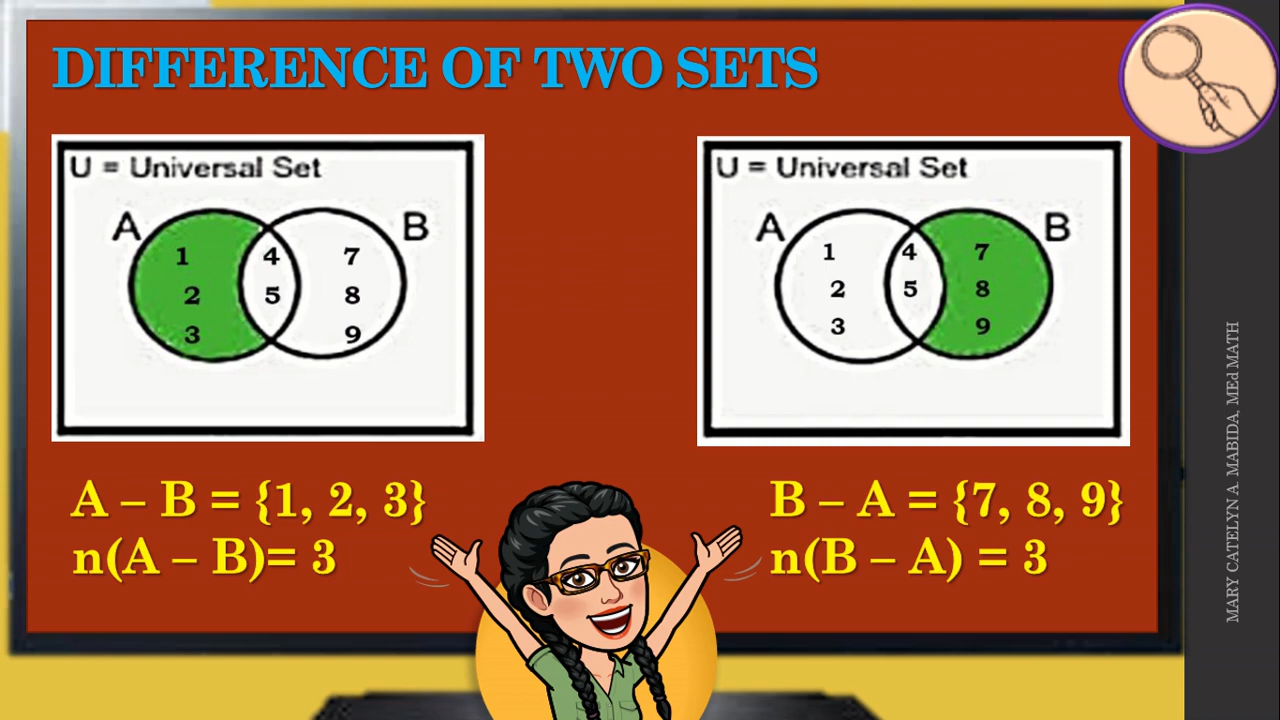 DIFFERENCE OF TWO SETS
U = Universal Set
A
B
1
4
7
2
5
8
3
9
A – B = {1, 2, 3}
n(A – B)= 3
U = Universal Set
A
B
1
4
7
2
5
8
3
9
B – A = {7, 8, 9}
n(B – A) = 3
MARY CATELYN A. MABIDA, MEd MATH